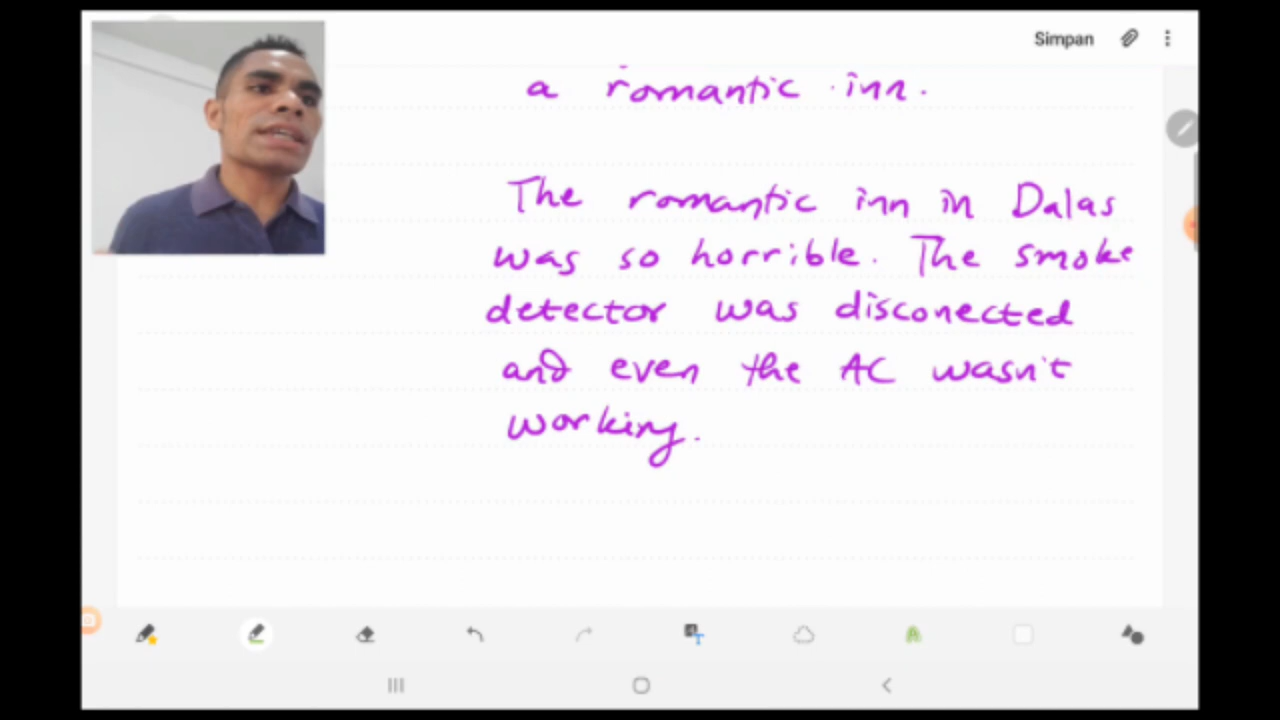 Simpan
a romantic inn.
The romantic inn in Dalas
was so horrible. The smoke
detector was disconected
and even the AC wasn't
working.